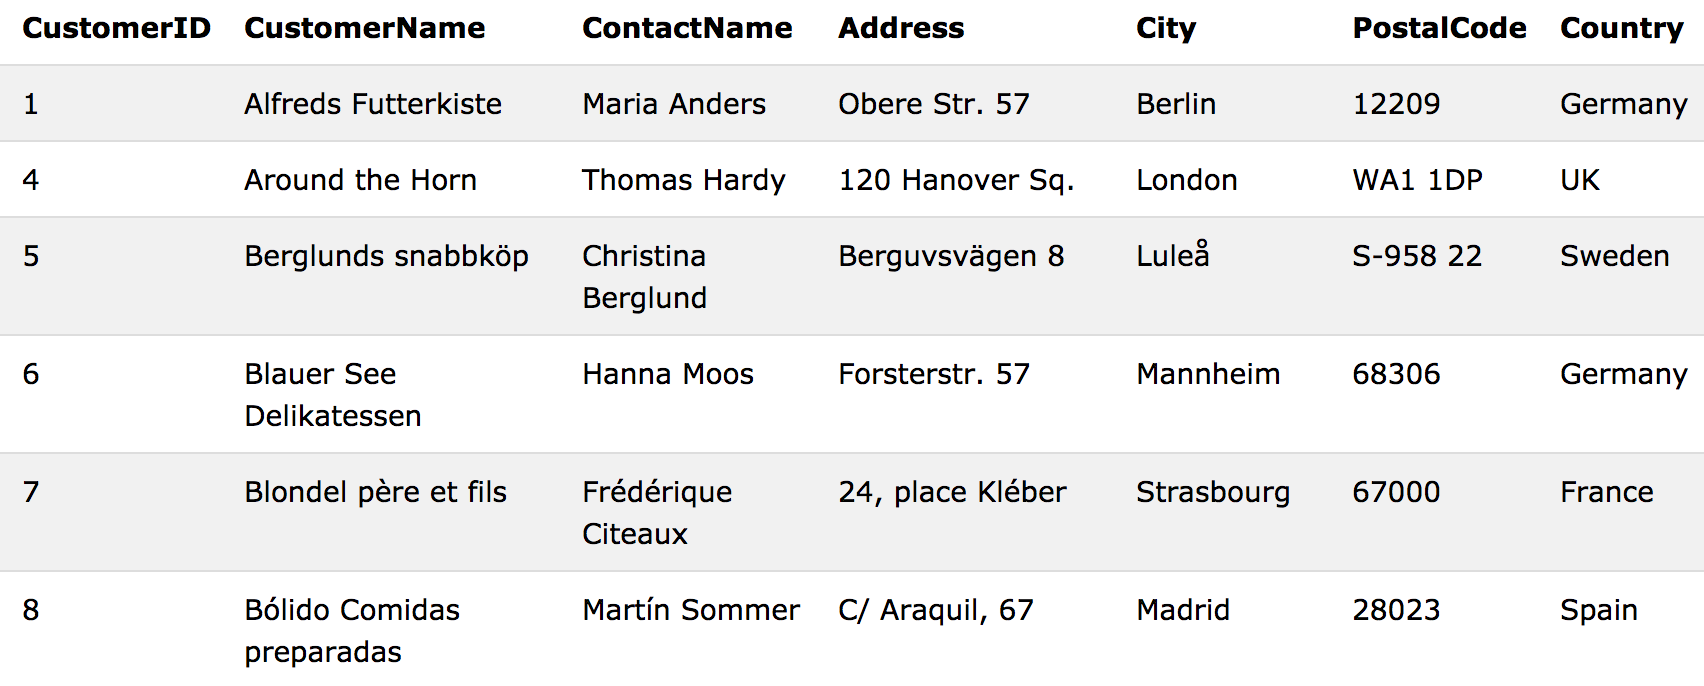 CustomerID CustomerName ContactName Address City PostalCode Country
1 Alfreds Futterkiste Maria Anders Obere Str. 57 Berlin 12209 Germany
4 Around the Horn Thomas Hardy 120 Hanover Sq. London WA1 1DP UK
5 Berglunds snabbköp Christina Berguvsvägen 8 Luleå S-958 22 Sweden
Berglund
6 Blauer See Hanna Moos Forsterstr. 57 Mannheim 68306 Germany
Delikatessen
7 Blondel père et fils Frédérique 24, place Kléber Strasbourg 67000 France
Citeaux
8 Bólido Comidas Martín Sommer C/ Araquil, 67 Madrid 28023 Spain
preparadas